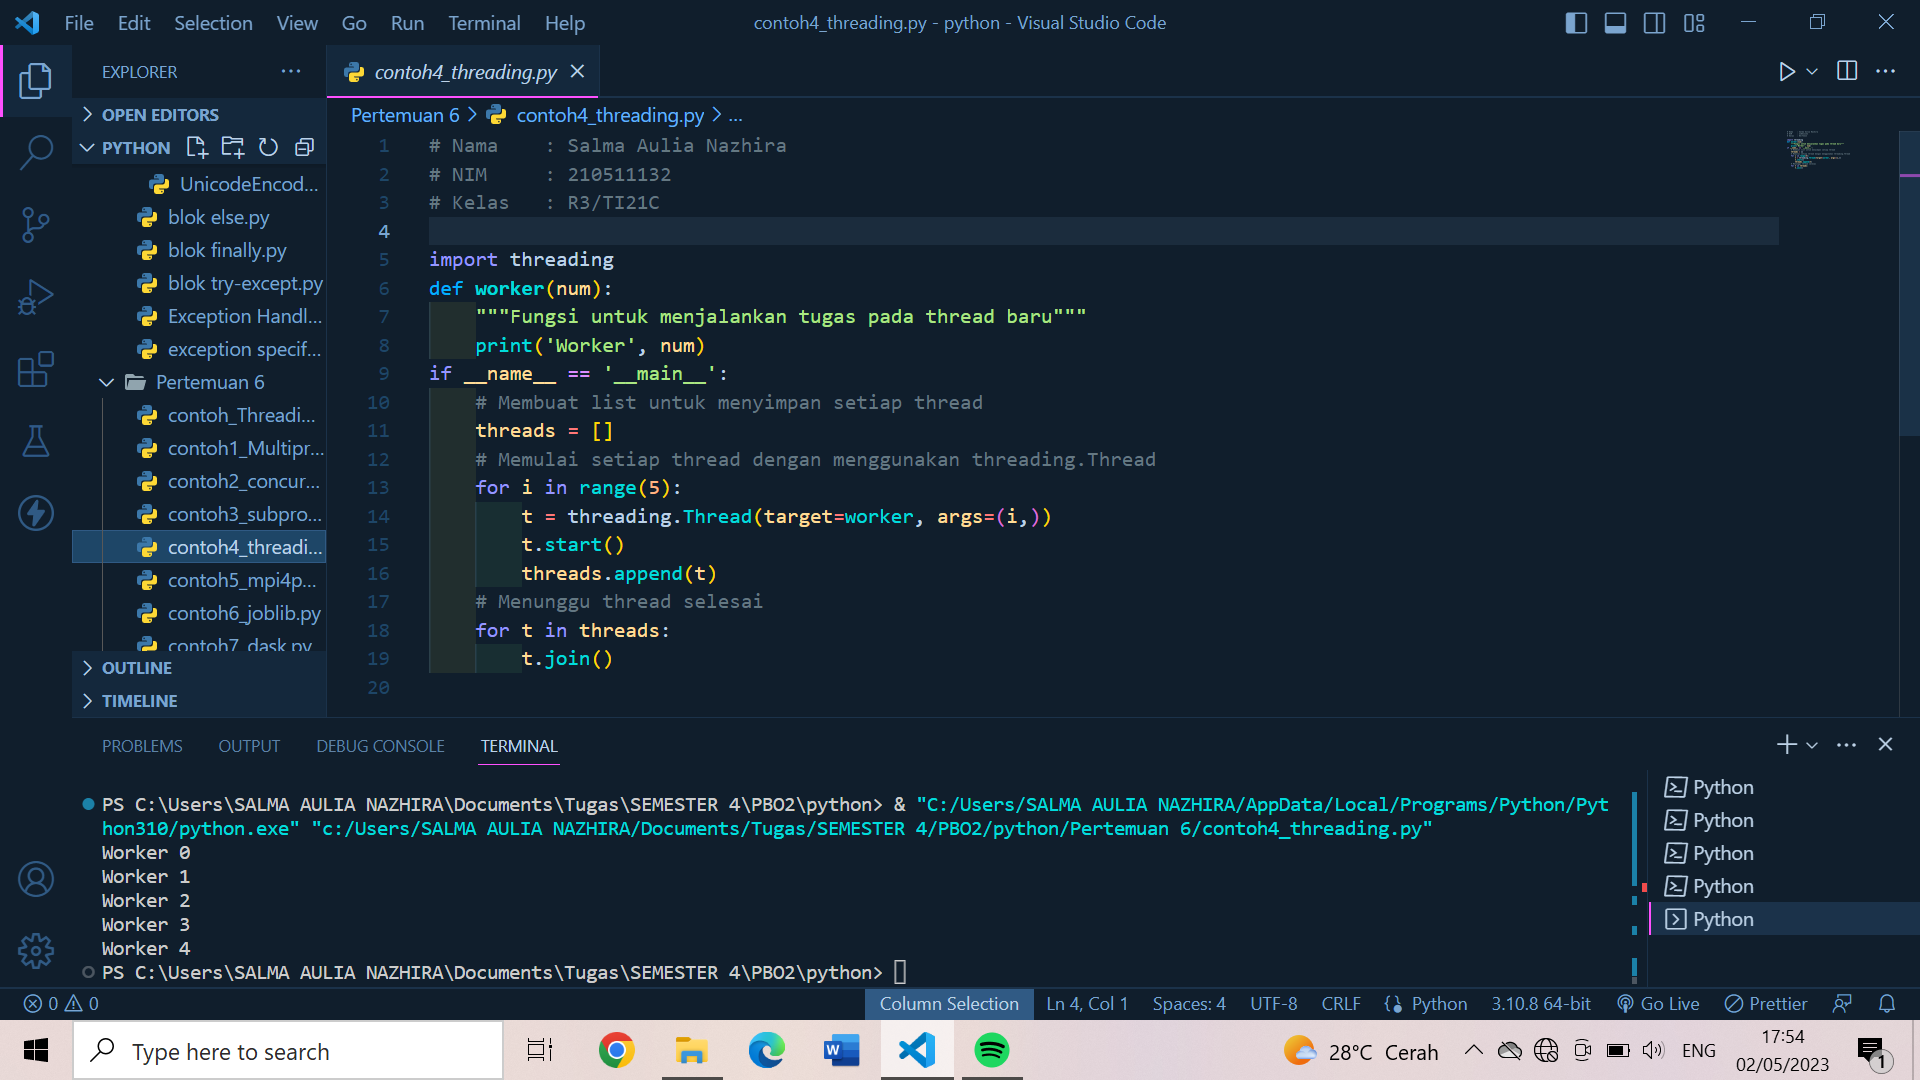 File Edit Selection View Go Run Terminal Help
contoh4_threading.py - python - Visual Studio Code
EXPLORER
OPEN EDITORS
PYTHON
UnicodeEncod...
blok else.py
blok finally.py
blok try-except.py
Exception Handl...
exception specif...
Pertemuan 6
contoh_Threadi...
contoh1_Multipr...
contoh2_concur...
contoh3_subpro...
contoh4_threadi...
contoh5_mpi4p...
contoh6_joblib.py
contoh7_dask.py
OUTLINE
TIMELINE
contoh4_threading.py
Pertemuan 6 > contoh4_threading.py > ...
1 # Nama    : Salma Aulia Nazhira
2 # NIM     : 210511132
3 # Kelas   : R3/TI21C
4
5 import threading
6 def worker(num):
7     """Fungsi untuk menjalankan tugas pada thread baru"""
8     print('Worker', num)
9 if __name__ == '__main__':
10     # Membuat list untuk menyimpan setiap thread
11     threads = []
12     # Memulai setiap thread dengan menggunakan threading.Thread
13     for i in range(5):
14         t = threading.Thread(target=worker, args=(i,))
15         t.start()
16         threads.append(t)
17     # Menunggu thread selesai
18     for t in threads:
19         t.join()
20
PROBLEMS OUTPUT DEBUG CONSOLE TERMINAL
PS C:\Users\SALMA AULIA NAZHIRA\Documents\Tugas\SEMESTER 4\PBO2\python> & "C:/Users/SALMA AULIA NAZHIRA/AppData/Local/Programs/Python/Pyt
hon310/python.exe" "c:/Users/SALMA AULIA NAZHIRA/Documents/Tugas/SEMESTER 4/PBO2/python/Pertemuan 6/contoh4_threading.py"
Worker 0
Worker 1
Worker 2
Worker 3
Worker 4
PS C:\Users\SALMA AULIA NAZHIRA\Documents\Tugas\SEMESTER 4\PBO2\python>
Python
Python
Python
Python
Python
0 0 Column Selection Ln 4, Col 1 Spaces: 4 UTF-8 CRLF Python 3.10.8 64-bit Go Live Prettier
Type here to search
28°C Cerah
ENG
17:54
02/05/2023
1